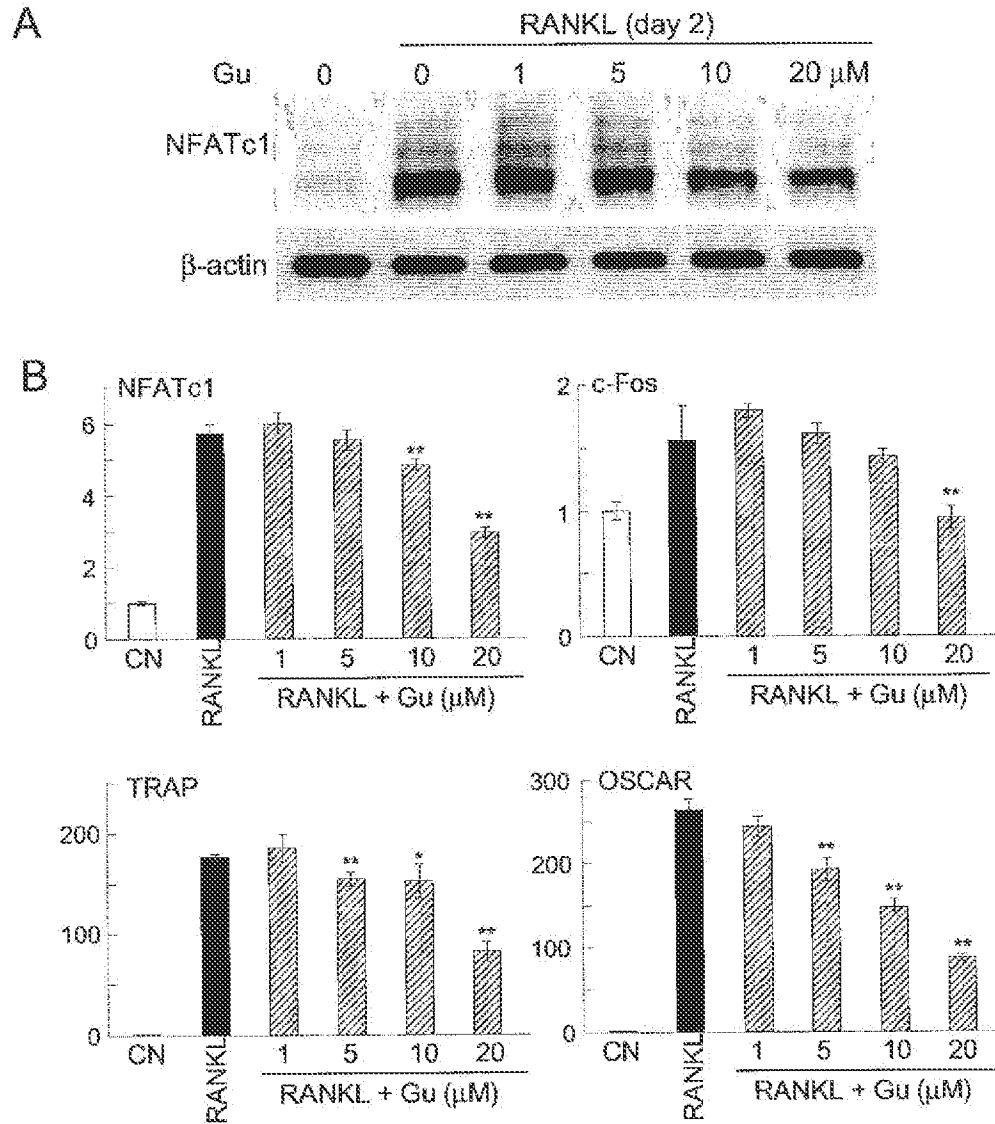 A
RANKL (day 2)
Gu 0 0 1 5 10 20 μM
NFATc1
β-actin
B
NFATc1
6
4
2
0
**
**
CN
RANKL
1 5 10 20
RANKL + Gu (μM)
c-Fos
2
1
0
**
CN
RANKL
1 5 10 20
RANKL + Gu (μM)
TRAP
200
100
0
**
*
**
CN
RANKL
1 5 10 20
RANKL + Gu (μM)
OSCAR
300
200
100
0
**
**
**
CN
RANKL
1 5 10 20
RANKL + Gu (μM)